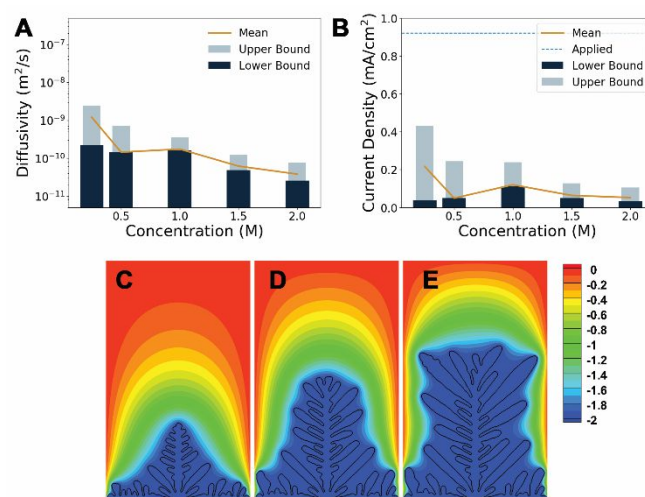 A
Mean
Upper Bound
Lower Bound
Diffusivity (m²/s)
10⁻⁷
10⁻⁸
10⁻⁹
10⁻¹⁰
10⁻¹¹
0.5 1.0 1.5 2.0
Concentration (M)
B
Mean
Applied
Lower Bound
Upper Bound
Current Density (mA/cm²)
1.0
0.8
0.6
0.4
0.2
0.0
0.5 1.0 1.5 2.0
Concentration (M)
C
D
E
0
-0.2
-0.4
-0.6
-0.8
-1
-1.2
-1.4
-1.6
-1.8
-2